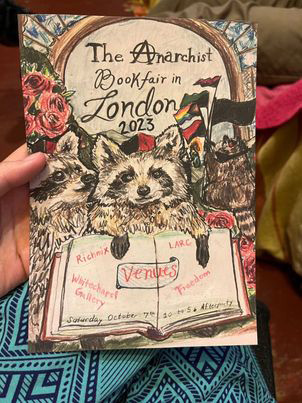 The Anarchist
Bookfair in
London
2023
Richmix
LARC
Venues
Whitechapel
Gallery
Freedom
Saturday October 7th 10 to 5 & Afterparty